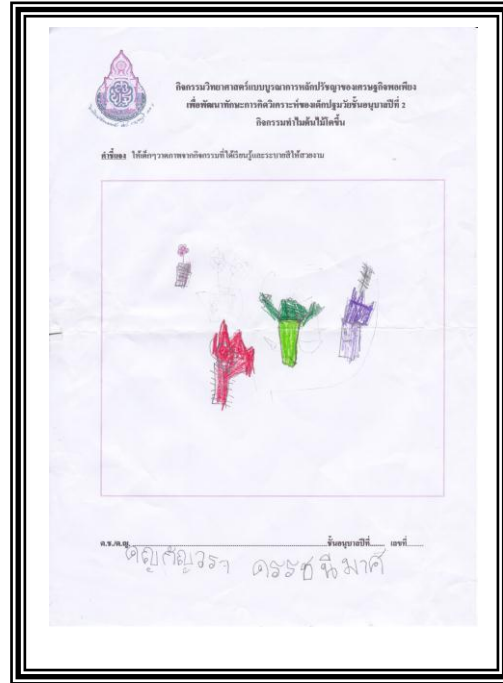 กิจกรรมวิทยาศาสตร์แบบบูรณาการหลักปรัชญาของเศรษฐกิจพอเพียง
เพื่อพัฒนาทักษะการคิดวิเคราะห์ของเด็กปฐมวัยชั้นอนุบาลปีที่ 2
กิจกรรมทำไมต้นไม้โตขึ้น
คำชี้แจง ให้เด็กๆวาดภาพจากกิจกรรมที่ได้เรียนรู้และระบายสีให้สวยงาม
ด.ช./ด.ญ.............ชั้นอนุบาลปีที่....... เลขที่.......